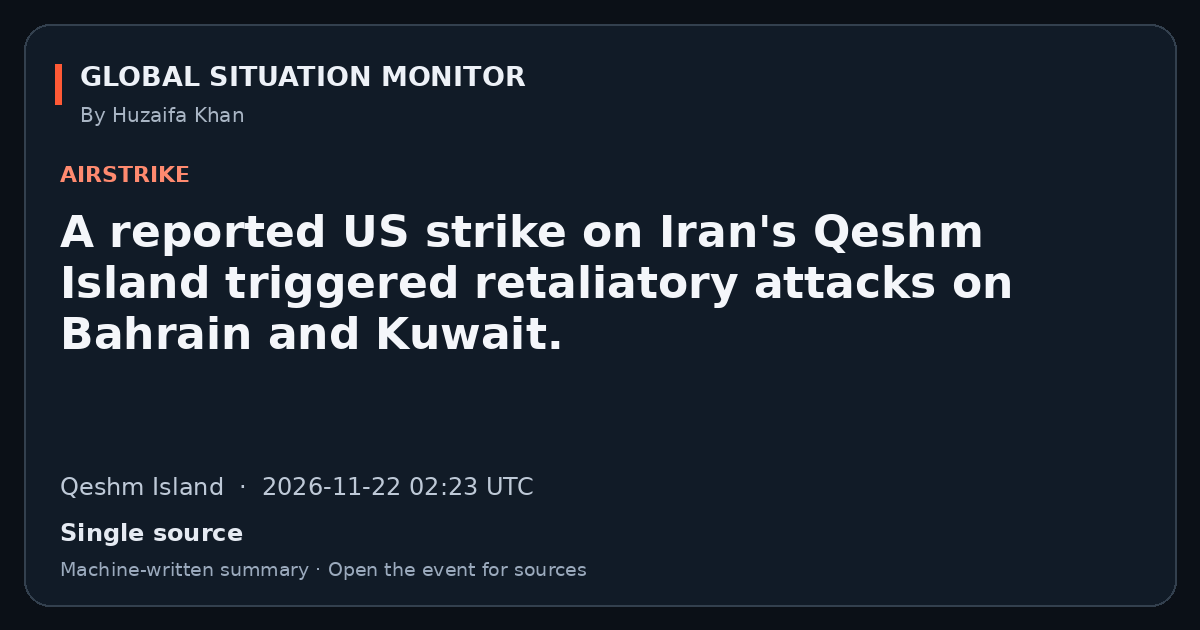 GLOBAL SITUATION MONITOR
By Huzaifa Khan
AIRSTRIKE
A reported US strike on Iran's Qeshm
Island triggered retaliatory attacks on
Bahrain and Kuwait.
Qeshm Island · 2026-11-22 02:23 UTC
Single source
Machine-written summary · Open the event for sources